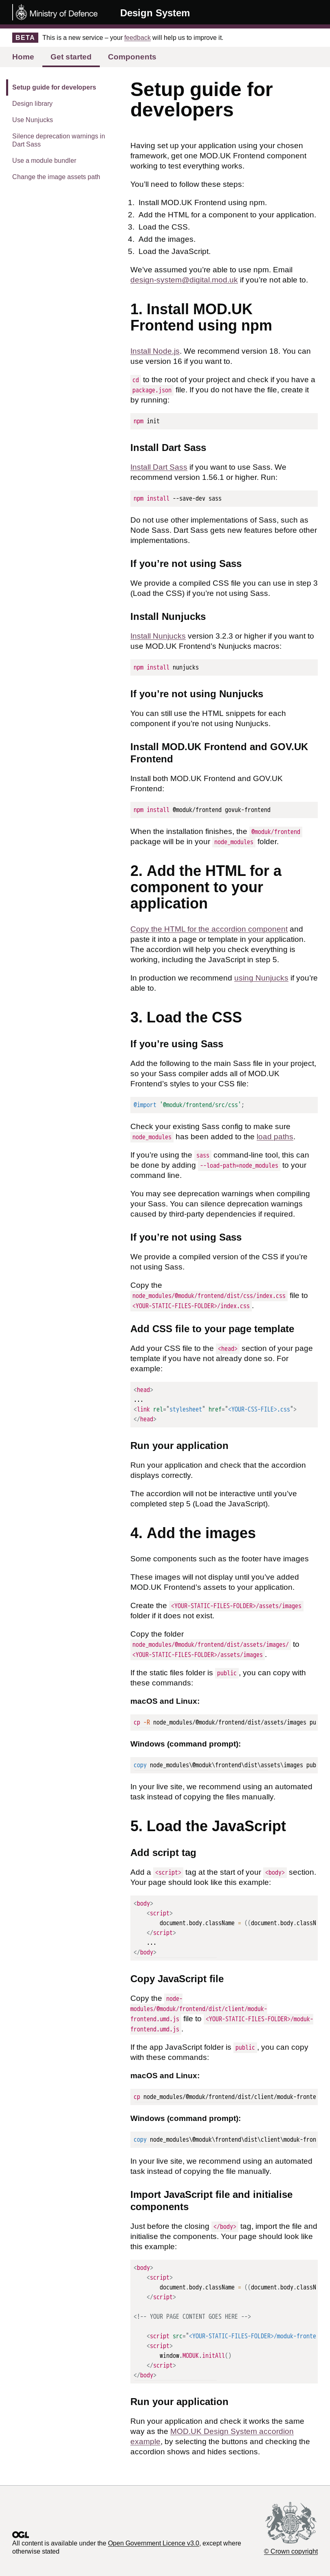 Ministry of Defence
Design System
BETA
This is a new service – your feedback will help us to improve it.
Home
Get started
Components
Setup guide for developers
Design library
Use Nunjucks
Silence deprecation warnings in
Dart Sass
Use a module bundler
Change the image assets path
Setup guide for
developers
Having set up your application using your chosen
framework, get one MOD.UK Frontend component
working to test everything works.
You’ll need to follow these steps:
1. Install MOD.UK Frontend using npm.
2. Add the HTML for a component to your application.
3. Load the CSS.
4. Add the images.
5. Load the JavaScript.
We’ve assumed you’re able to use npm. Email
design-system@digital.mod.uk if you’re not able to.
1. Install MOD.UK
Frontend using npm
Install Node.js. We recommend version 18. You can
use version 16 if you want to.
cd to the root of your project and check if you have a
package.json file. If you do not have the file, create it
by running:
npm init
Install Dart Sass
Install Dart Sass if you want to use Sass. We
recommend version 1.56.1 or higher. Run:
npm install --save-dev sass
Do not use other implementations of Sass, such as
Node Sass. Dart Sass gets new features before other
implementations.
If you’re not using Sass
We provide a compiled CSS file you can use in step 3
(Load the CSS) if you’re not using Sass.
Install Nunjucks
Install Nunjucks version 3.2.3 or higher if you want to
use MOD.UK Frontend’s Nunjucks macros:
npm install nunjucks
If you’re not using Nunjucks
You can still use the HTML snippets for each
component if you’re not using Nunjucks.
Install MOD.UK Frontend and GOV.UK
Frontend
Install both MOD.UK Frontend and GOV.UK
Frontend:
npm install @moduk/frontend govuk-frontend
When the installation finishes, the @moduk/frontend
package will be in your node_modules folder.
2. Add the HTML for a
component to your
application
Copy the HTML for the accordion component and
paste it into a page or template in your application.
The accordion will help you check everything is
working, including the JavaScript in step 5.
In production we recommend using Nunjucks if you’re
able to.
3. Load the CSS
If you’re using Sass
Add the following to the main Sass file in your project,
so your Sass compiler adds all of MOD.UK
Frontend’s styles to your CSS file:
@import '@moduk/frontend/src/css';
Check your existing Sass config to make sure
node_modules has been added to the load paths.
If you’re using the sass command-line tool, this can
be done by adding --load-path=node_modules to your
command line.
You may see deprecation warnings when compiling
your Sass. You can silence deprecation warnings
caused by third-party dependencies if required.
If you’re not using Sass
We provide a compiled version of the CSS if you’re
not using Sass.
Copy the
node_modules/@moduk/frontend/dist/css/index.css file to
<YOUR-STATIC-FILES-FOLDER>/index.css.
Add CSS file to your page template
Add your CSS file to the <head> section of your page
template if you have not already done so. For
example:
<head>
...
<link rel="stylesheet" href="<YOUR-CSS-FILE>.css">
</head>
Run your application
Run your application and check that the accordion
displays correctly.
The accordion will not be interactive until you’ve
completed step 5 (Load the JavaScript).
4. Add the images
Some components such as the footer have images
These images will not display until you’ve added
MOD.UK Frontend’s assets to your application.
Create the <YOUR-STATIC-FILES-FOLDER>/assets/images
folder if it does not exist.
Copy the folder
node_modules/@moduk/frontend/dist/assets/images/ to
<YOUR-STATIC-FILES-FOLDER>/assets/images.
If the static files folder is public, you can copy with
these commands:
macOS and Linux:
cp -R node_modules/@moduk/frontend/dist/assets/images pu
Windows (command prompt):
copy node_modules\@moduk\frontend\dist\assets\images pub
In your live site, we recommend using an automated
task instead of copying the files manually.
5. Load the JavaScript
Add script tag
Add a <script> tag at the start of your <body> section.
Your page should look like this example:
<body>
<script>
document.body.className = ((document.body.classN
</script>
...
</body>
Copy JavaScript file
Copy the node-
modules/@moduk/frontend/dist/client/moduk-
frontend.umd.js file to <YOUR-STATIC-FILES-FOLDER>/moduk-
frontend.umd.js.
If the app JavaScript folder is public, you can copy
with these commands:
macOS and Linux:
cp node_modules/@moduk/frontend/dist/client/moduk-fronte
Windows (command prompt):
copy node_modules\@moduk\frontend\dist\client\moduk-fron
In your live site, we recommend using an automated
task instead of copying the file manually.
Import JavaScript file and initialise
components
Just before the closing </body> tag, import the file and
initialise the components. Your page should look like
this example:
<body>
<script>
document.body.className = ((document.body.classN
</script>
<!-- YOUR PAGE CONTENT GOES HERE -->
<script src="<YOUR-STATIC-FILES-FOLDER>/moduk-fronte
<script>
window.MODUK.initAll()
</script>
</body>
Run your application
Run your application and check it works the same
way as the MOD.UK Design System accordion
example, by selecting the buttons and checking the
accordion shows and hides sections.
OGL
All content is available under the Open Government Licence v3.0, except where
otherwise stated
© Crown copyright